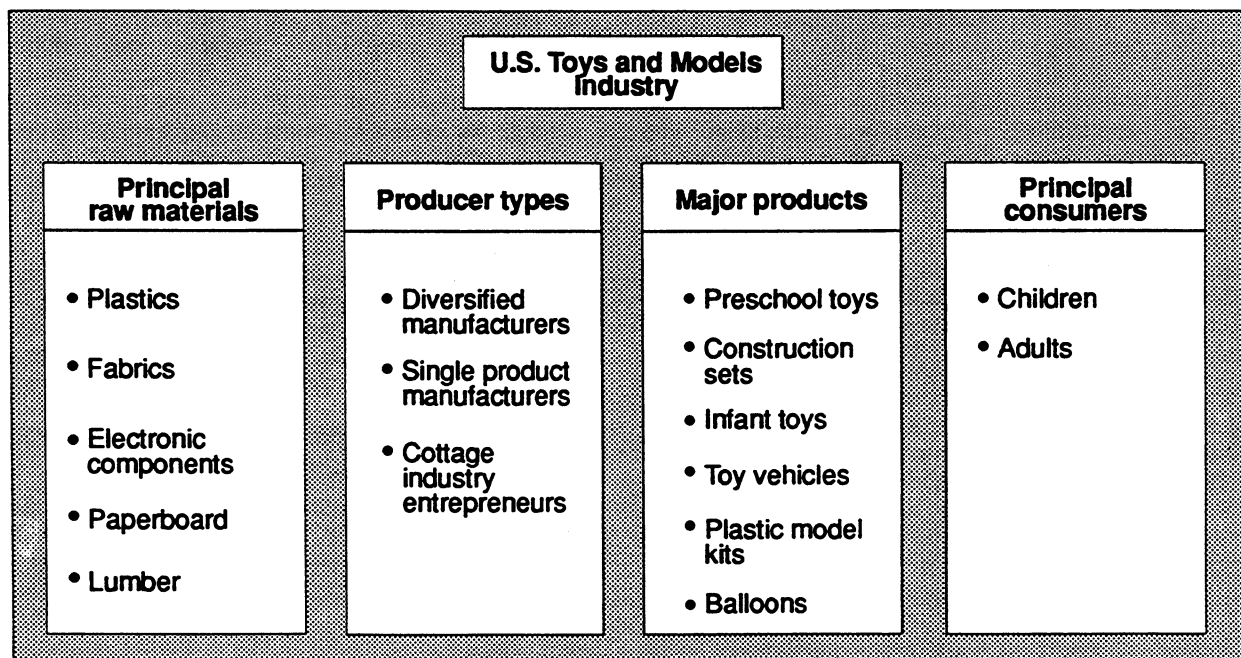 U.S. Toys and Models
Industry
Principal
raw materials
• Plastics
• Fabrics
• Electronic
components
• Paperboard
• Lumber
Producer types
• Diversified
manufacturers
• Single product
manufacturers
• Cottage
industry
entrepreneurs
Major products
• Preschool toys
• Construction
sets
• Infant toys
• Toy vehicles
• Plastic model
kits
• Balloons
Principal
consumers
• Children
• Adults